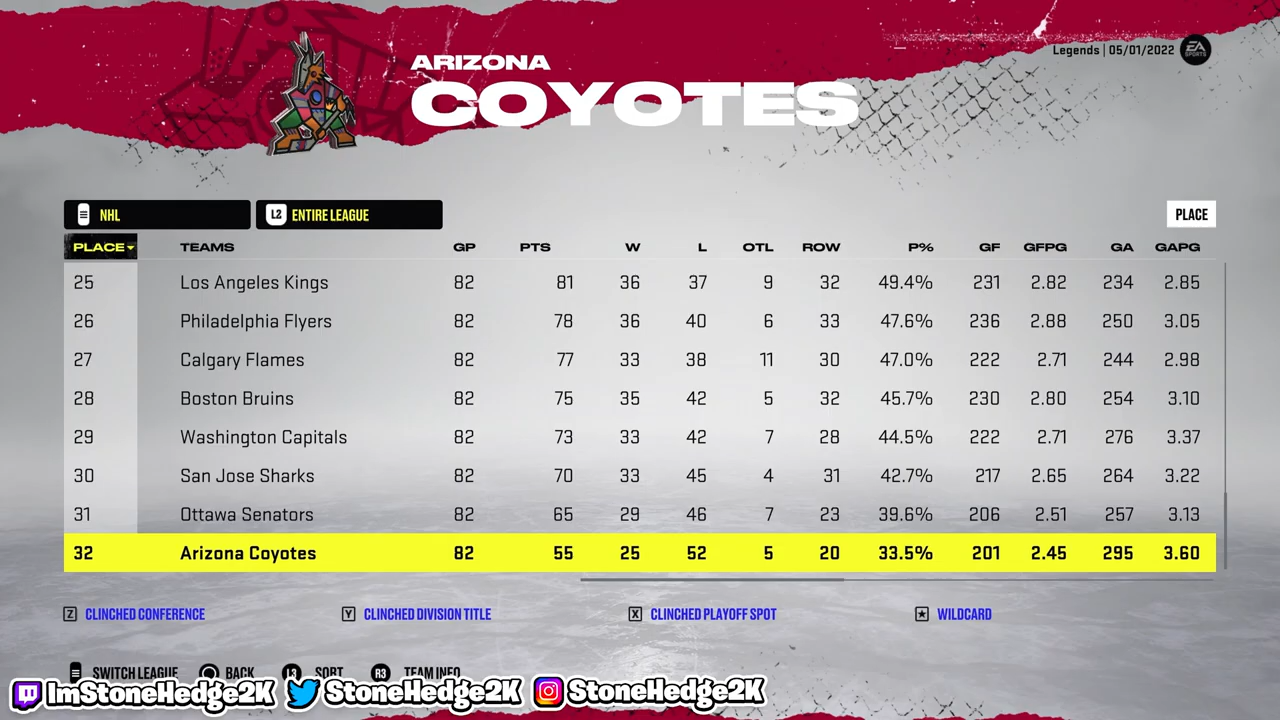 ARIZONA
COYOTES
Legends | 05/01/2022 EA SPORTS
NHL L2 ENTIRE LEAGUE PLACE
PLACE TEAMS GP PTS W L OTL ROW P% GF GFPG GA GAPG
25 Los Angeles Kings 82 81 36 37 9 32 49.4% 231 2.82 234 2.85
26 Philadelphia Flyers 82 78 36 40 6 33 47.6% 236 2.88 250 3.05
27 Calgary Flames 82 77 33 38 11 30 47.0% 222 2.71 244 2.98
28 Boston Bruins 82 75 35 42 5 32 45.7% 230 2.80 254 3.10
29 Washington Capitals 82 73 33 42 7 28 44.5% 222 2.71 276 3.37
30 San Jose Sharks 82 70 33 45 4 31 42.7% 217 2.65 264 3.22
31 Ottawa Senators 82 65 29 46 7 23 39.6% 206 2.51 257 3.13
32 Arizona Coyotes 82 55 25 52 5 20 33.5% 201 2.45 295 3.60
Z CLINCHED CONFERENCE Y CLINCHED DIVISION TITLE X CLINCHED PLAYOFF SPOT ★ WILDCARD
SWITCH LEAGUE BACK L3 SORT R3 TEAM INFO
ImStoneHedge2K StoneHedge2K StoneHedge2K